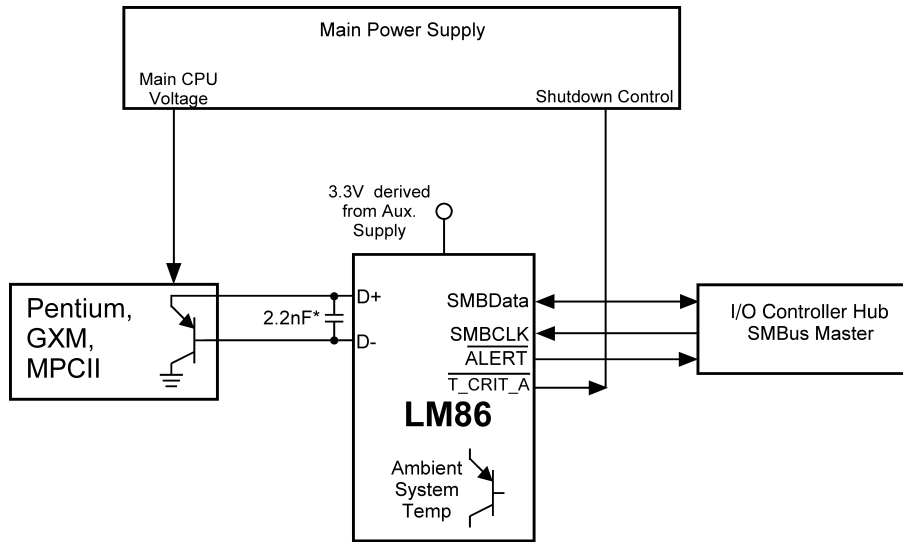 Main Power Supply
Main CPU
Voltage
Shutdown Control
3.3V derived
from Aux.
Supply
Pentium,
GXM,
MPCII
2.2nF*
D+
D-
SMBData
SMBCLK
ALERT
T_CRIT_A
LM86
Ambient
System
Temp
I/O Controller Hub
SMBus Master